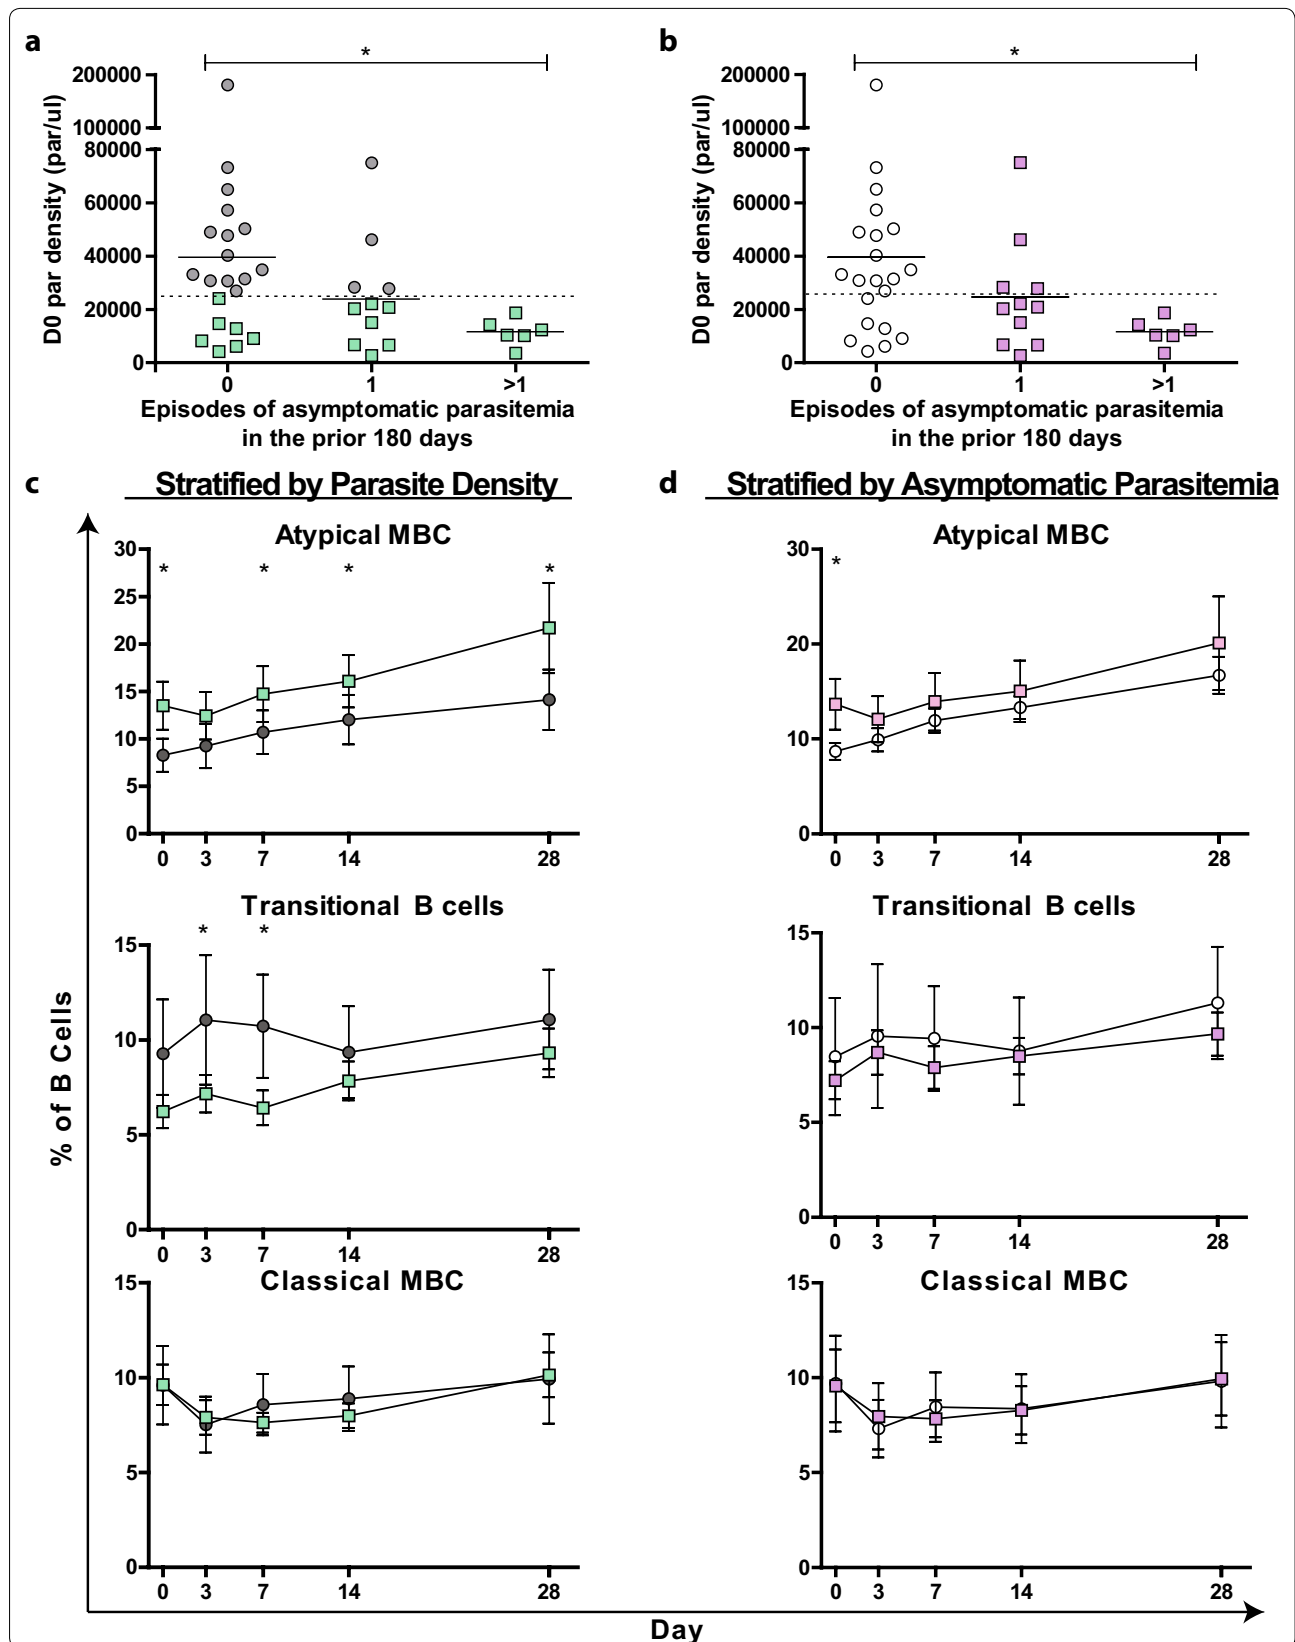 a
*
D0 par density (par/ul)
200000
100000
80000
60000
40000
20000
0
0 1 >1
Episodes of asymptomatic parasitemia
in the prior 180 days
b
*
D0 par density (par/ul)
200000
100000
80000
60000
40000
20000
0
0 1 >1
Episodes of asymptomatic parasitemia
in the prior 180 days
c Stratified by Parasite Density
Atypical MBC
* * * *
30
25
20
15
10
5
0
0 3 7 14 28
Transitional B cells
* *
15
10
5
0
0 3 7 14 28
Classical MBC
15
10
5
0
0 3 7 14 28
d Stratified by Asymptomatic Parasitemia
Atypical MBC
*
30
20
10
0
0 3 7 14 28
Transitional B cells
15
10
5
0
0 3 7 14 28
Classical MBC
15
10
5
0
0 3 7 14 28
% of B Cells
Day